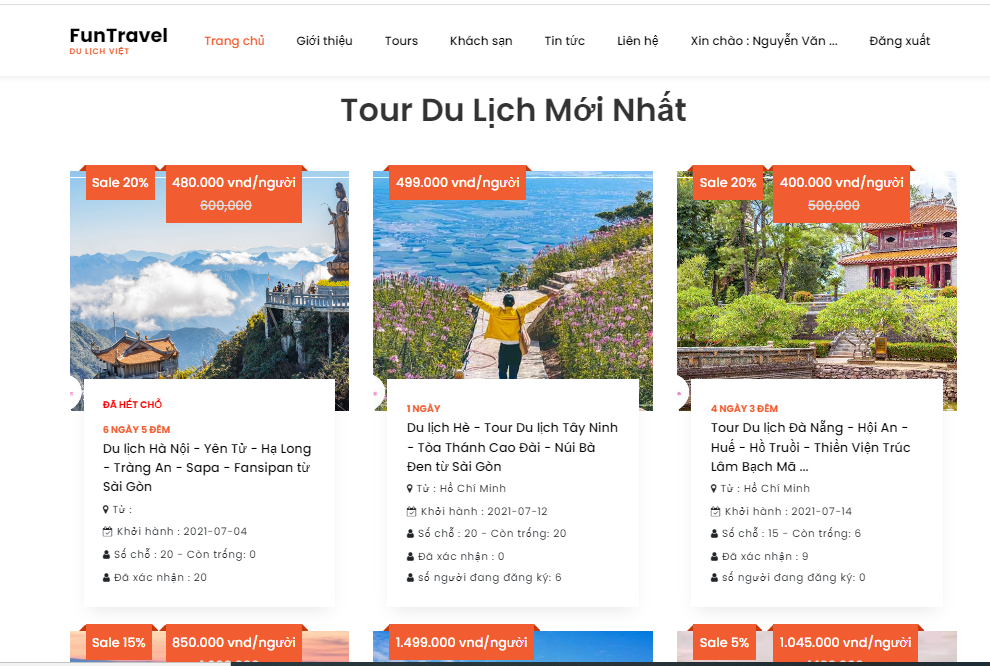 FunTravel
DU LỊCH VIỆT
Trang chủ Giới thiệu Tours Khách sạn Tin tức Liên hệ Xin chào : Nguyễn Văn ... Đăng xuất
Tour Du Lịch Mới Nhất
Sale 20% 480.000 vnd/người
600,000
ĐÃ HẾT CHỖ
6 NGÀY 5 ĐÊM
Du lịch Hà Nội - Yên Tử - Hạ Long
- Tràng An - Sapa - Fansipan từ
Sài Gòn
Từ :
Khởi hành : 2021-07-04
Số chỗ : 20 - Còn trống: 0
Đã xác nhận : 20
499.000 vnd/người
1 NGÀY
Du lịch Hè - Tour Du lịch Tây Ninh
- Tòa Thánh Cao Đài - Núi Bà
Đen từ Sài Gòn
Từ : Hồ Chí Minh
Khởi hành : 2021-07-12
Số chỗ : 20 - Còn trống: 20
Đã xác nhận : 0
số người đang đăng ký: 6
Sale 20% 400.000 vnd/người
500,000
4 NGÀY 3 ĐÊM
Tour Du lịch Đà Nẵng - Hội An -
Huế - Hồ Truồi - Thiền Viện Trúc
Lâm Bạch Mã ...
Từ : Hồ Chí Minh
Khởi hành : 2021-07-14
Số chỗ : 15 - Còn trống: 6
Đã xác nhận : 9
số người đang đăng ký: 0
Sale 15% 850.000 vnd/người
1.499.000 vnd/người
Sale 5% 1.045.000 vnd/người